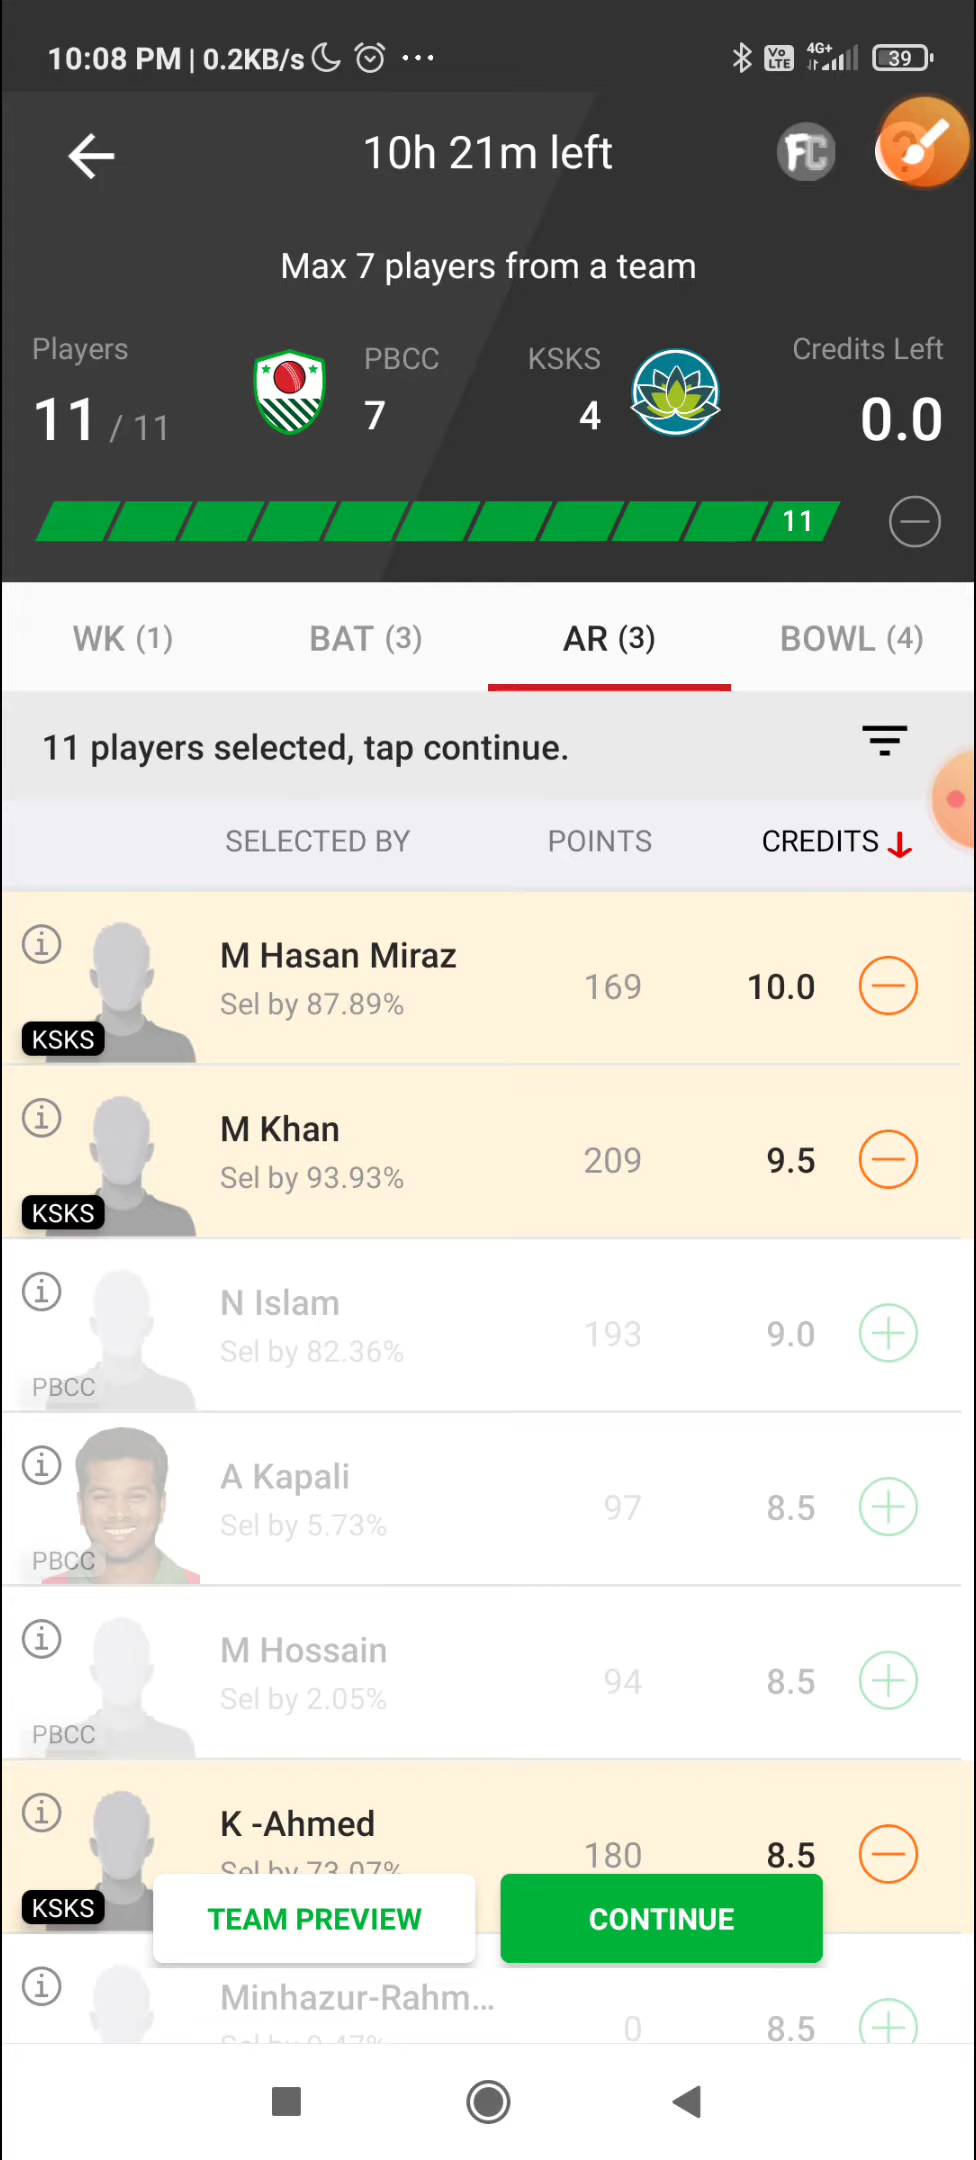 10:08 PM | 0.2KB/s ...
Vo LTE 4G+ 39
10h 21m left
FC ?
Max 7 players from a team
Players PBCC KSKS Credits Left
11 / 11 7 4 0.0
11
WK (1) BAT (3) AR (3) BOWL (4)
11 players selected, tap continue.
SELECTED BY POINTS CREDITS
M Hasan Miraz
Sel by 87.89% 169 10.0
KSKS
M Khan
Sel by 93.93% 209 9.5
KSKS
N Islam
Sel by 82.36% 193 9.0
PBCC
A Kapali
Sel by 5.73% 97 8.5
PBCC
M Hossain
Sel by 2.05% 94 8.5
PBCC
K -Ahmed
Sel by 73.07% 180 8.5
KSKS
TEAM PREVIEW CONTINUE
Minhazur-Rahm...
0 8.5